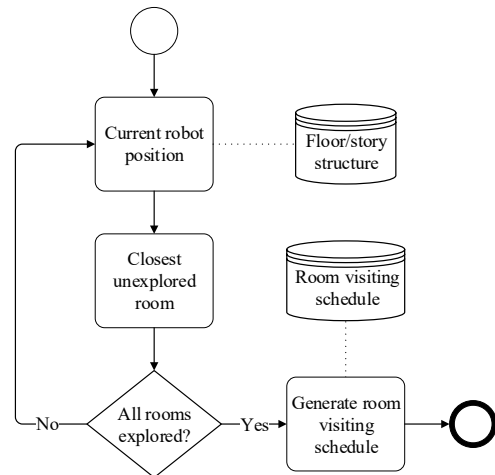 Current robot
position
Floor/story
structure
Closest
unexplored
room
Room visiting
schedule
All rooms
explored?
No
Yes
Generate room
visiting
schedule